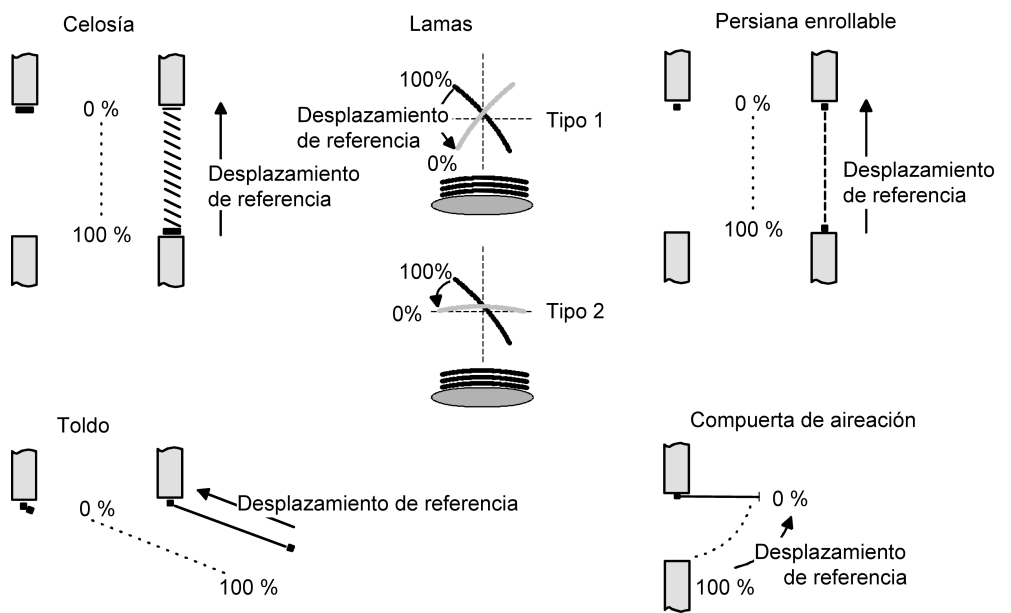 Celosía
0 %
100 %
Desplazamiento
de referencia
Lamas
100%
Desplazamiento
de referencia
0%
Tipo 1
100%
0%
Tipo 2
Persiana enrollable
0 %
100 %
Desplazamiento
de referencia
Toldo
0 %
Desplazamiento de referencia
100 %
Compuerta de aireación
0 %
Desplazamiento
de referencia
100 %